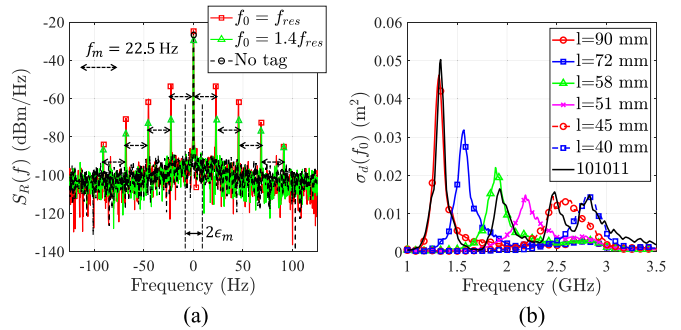 f_m = 22.5 Hz
f_0 = f_res
f_0 = 1.4f_res
No tag
2ϵ_m
S_R(f) (dBm/Hz)
-20
-40
-60
-80
-100
-120
-140
-100 -50 0 50 100
Frequency (Hz)
(a)
l=90 mm
l=72 mm
l=58 mm
l=51 mm
l=45 mm
l=40 mm
101011
σ_d(f_0) (m²)
0.06
0.05
0.04
0.03
0.02
0.01
0
1 1.5 2 2.5 3 3.5
Frequency (GHz)
(b)